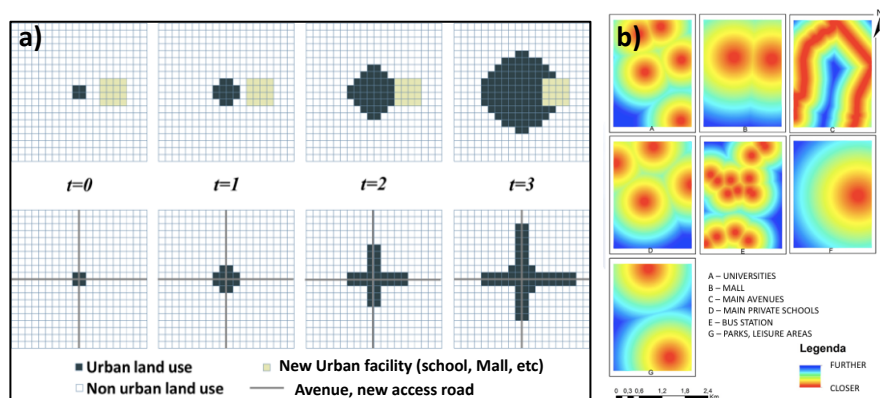 a)
t=0 t=1 t=2 t=3
Urban land use New Urban facility (school, Mall, etc)
Non urban land use Avenue, new access road
b)
N
A B C
D E F
G
A – UNIVERSITIES
B – MALL
C – MAIN AVENUES
D – MAIN PRIVATE SCHOOLS
E – BUS STATION
G – PARKS, LEISURE AREAS
Legenda
FURTHER
CLOSER
0 0,3 0,6 1,2 1,8 2,4
Km